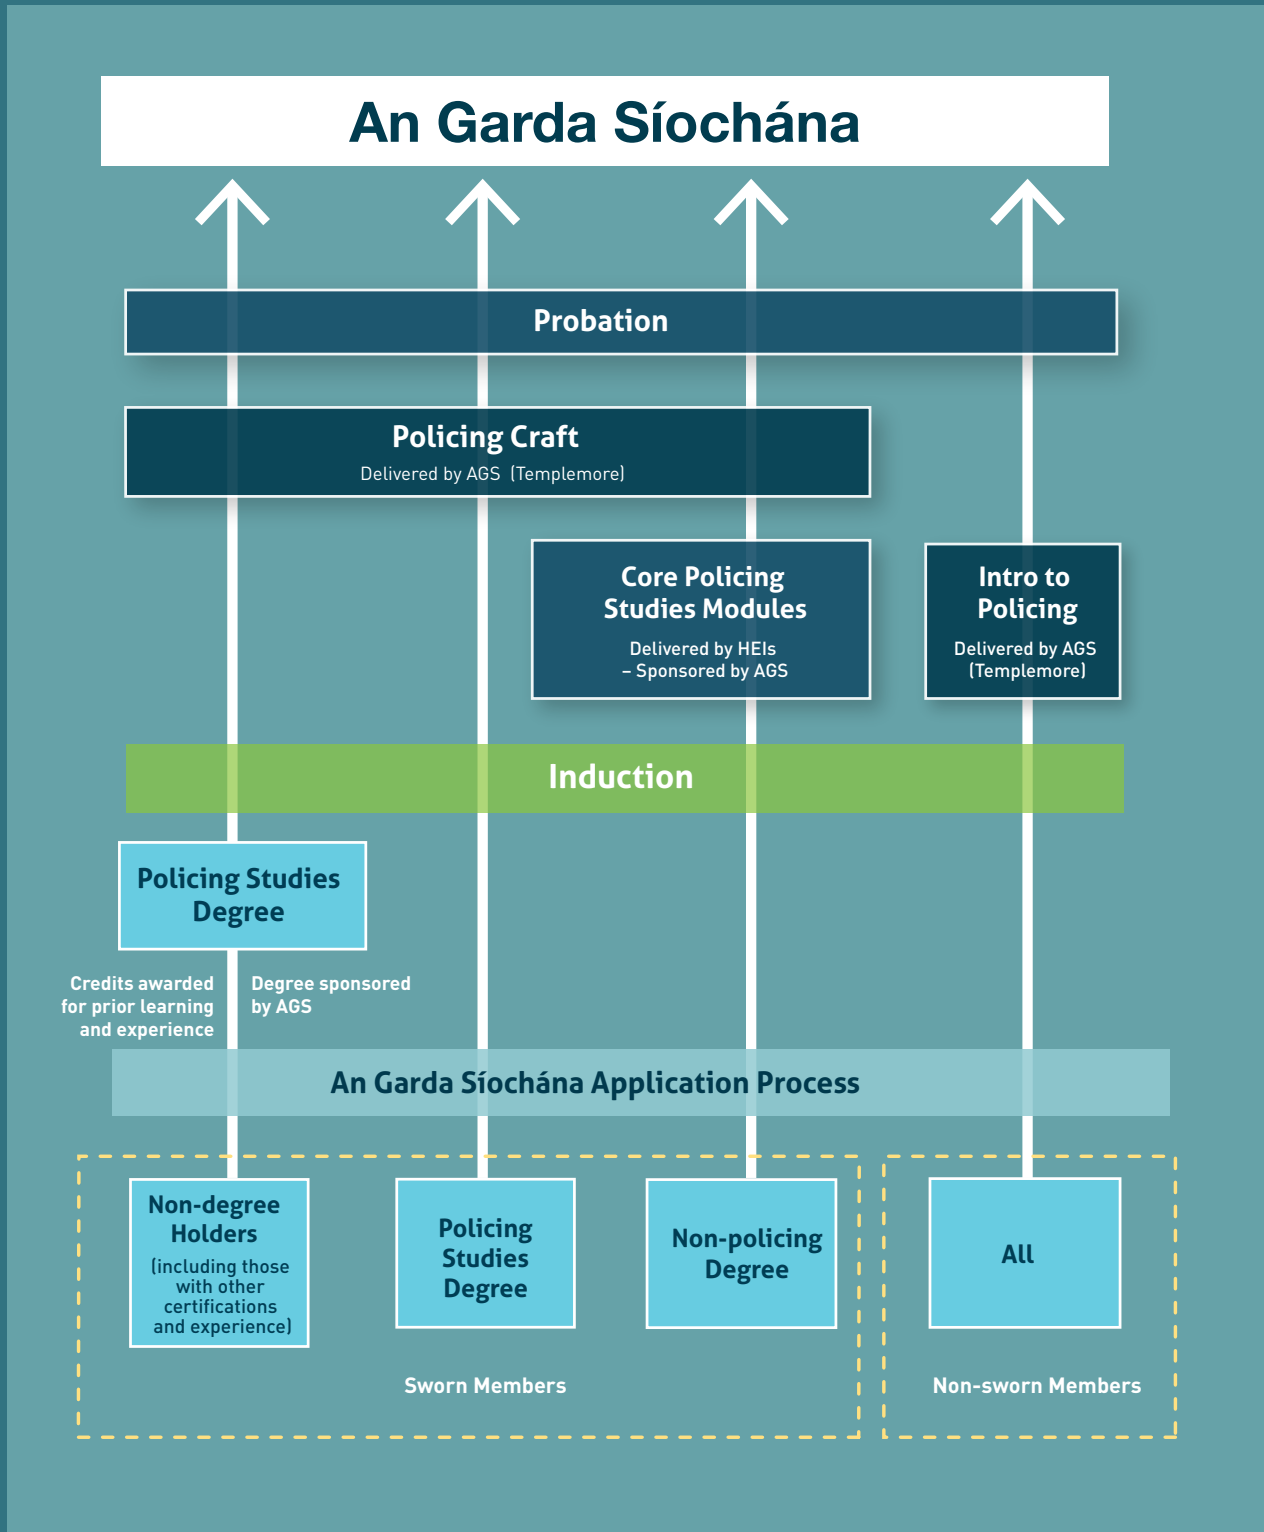 An Garda Síochána
Probation
Policing Craft
Delivered by AGS (Templemore)
Core Policing
Studies Modules
Delivered by HEIs
– Sponsored by AGS
Intro to
Policing
Delivered by AGS
(Templemore)
Induction
Policing Studies
Degree
Credits awarded
for prior learning
and experience
Degree sponsored
by AGS
An Garda Síochána Application Process
Non-degree
Holders
(including those
with other
certifications
and experience)
Policing
Studies
Degree
Non-policing
Degree
All
Sworn Members
Non-sworn Members